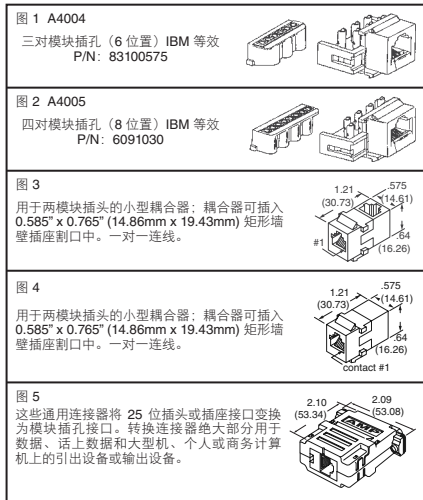 图 1 A4004
三对模块插孔（6 位置）IBM 等效
P/N：83100575
图 2 A4005
四对模块插孔（8 位置）IBM 等效
P/N：6091030
图 3
用于两模块插头的小型耦合器；耦合器可插入
0.585” x 0.765” (14.86mm x 19.43mm) 矩形墙
壁插座割口中。一对一连线。
1.21
(30.73)
.575
(14.61)
.64
(16.26)
#1
图 4
用于两模块插头的小型耦合器；耦合器可插入
0.585” x 0.765” (14.86mm x 19.43mm) 矩形墙
壁插座割口中。一对一连线。
1.21
(30.73)
.575
(14.61)
.64
(16.26)
contact #1
图 5
这些通用连接器将 25 位插头或插座接口变换
为模块插孔接口。转换连接器绝大部分用于
数据、话上数据和大型机、个人或商务计算
机上的引出设备或输出设备。
2.10
(53.34)
2.09
(53.08)
AMP